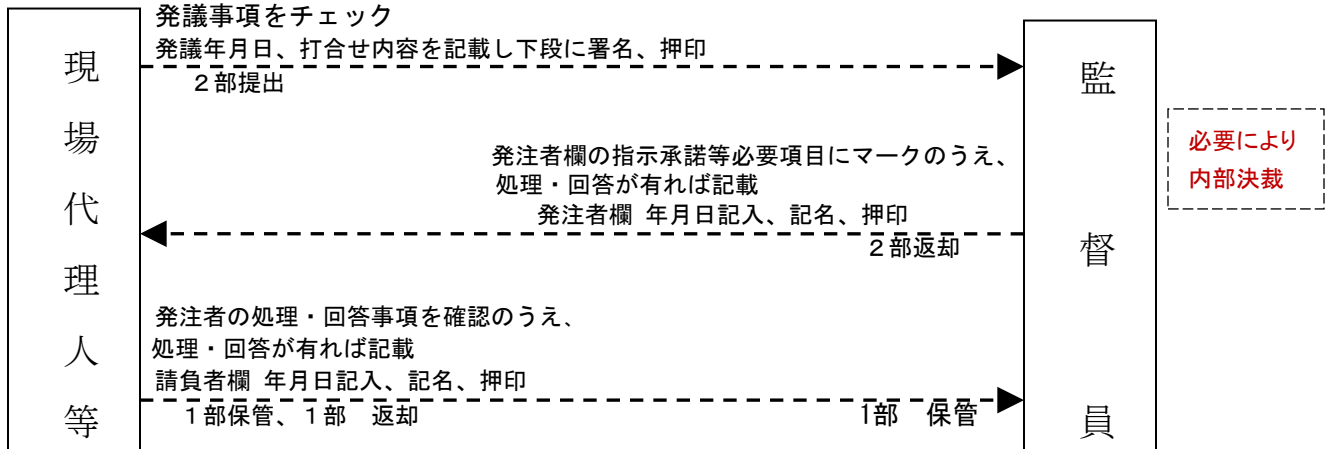 現場代理人等
発議事項をチェック
発議年月日、打合せ内容を記載し下段に署名、押印
２部提出
監督員
必要により
内部決裁
発注者欄の指示承諾等必要項目にマークのうえ、
処理・回答が有れば記載
発注者欄 年月日記入、記名、押印
２部返却
発注者の処理・回答事項を確認のうえ、
処理・回答が有れば記載
請負者欄 年月日記入、記名、押印
１部保管、１部　返却
1部　保管